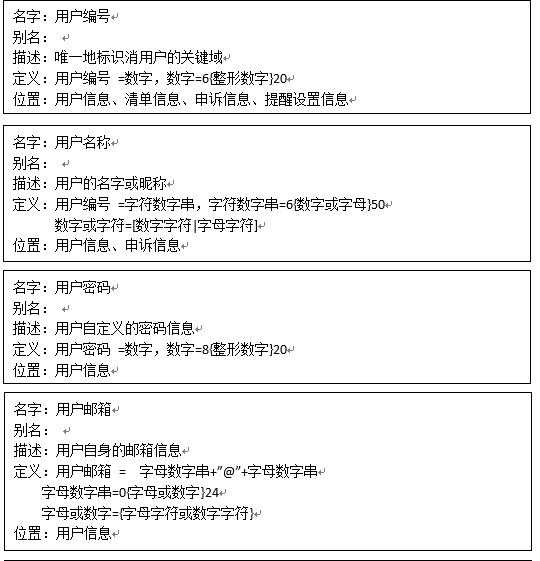 名字：用户编号
别名：
描述：唯一地标识消用户的关键域
定义：用户编号 =数字，数字=6{整形数字}20
位置：用户信息、清单信息、申诉信息、提醒设置信息
名字：用户名称
别名：
描述：用户的名字或昵称
定义：用户编号 =字符数字串，字符数字串=6{数字或字母}50
数字或字符=[数字字符|字母字符]
位置：用户信息、申诉信息
名字：用户密码
别名：
描述：用户自定义的密码信息
定义：用户密码 =数字，数字=8{整形数字}20
位置：用户信息
名字：用户邮箱
别名：
描述：用户自身的邮箱信息
定义：用户邮箱 = 字母数字串+”@”+字母数字串
字母数字串=0{字母或数字}24
字母或数字={字母字符或数字字符}
位置：用户信息